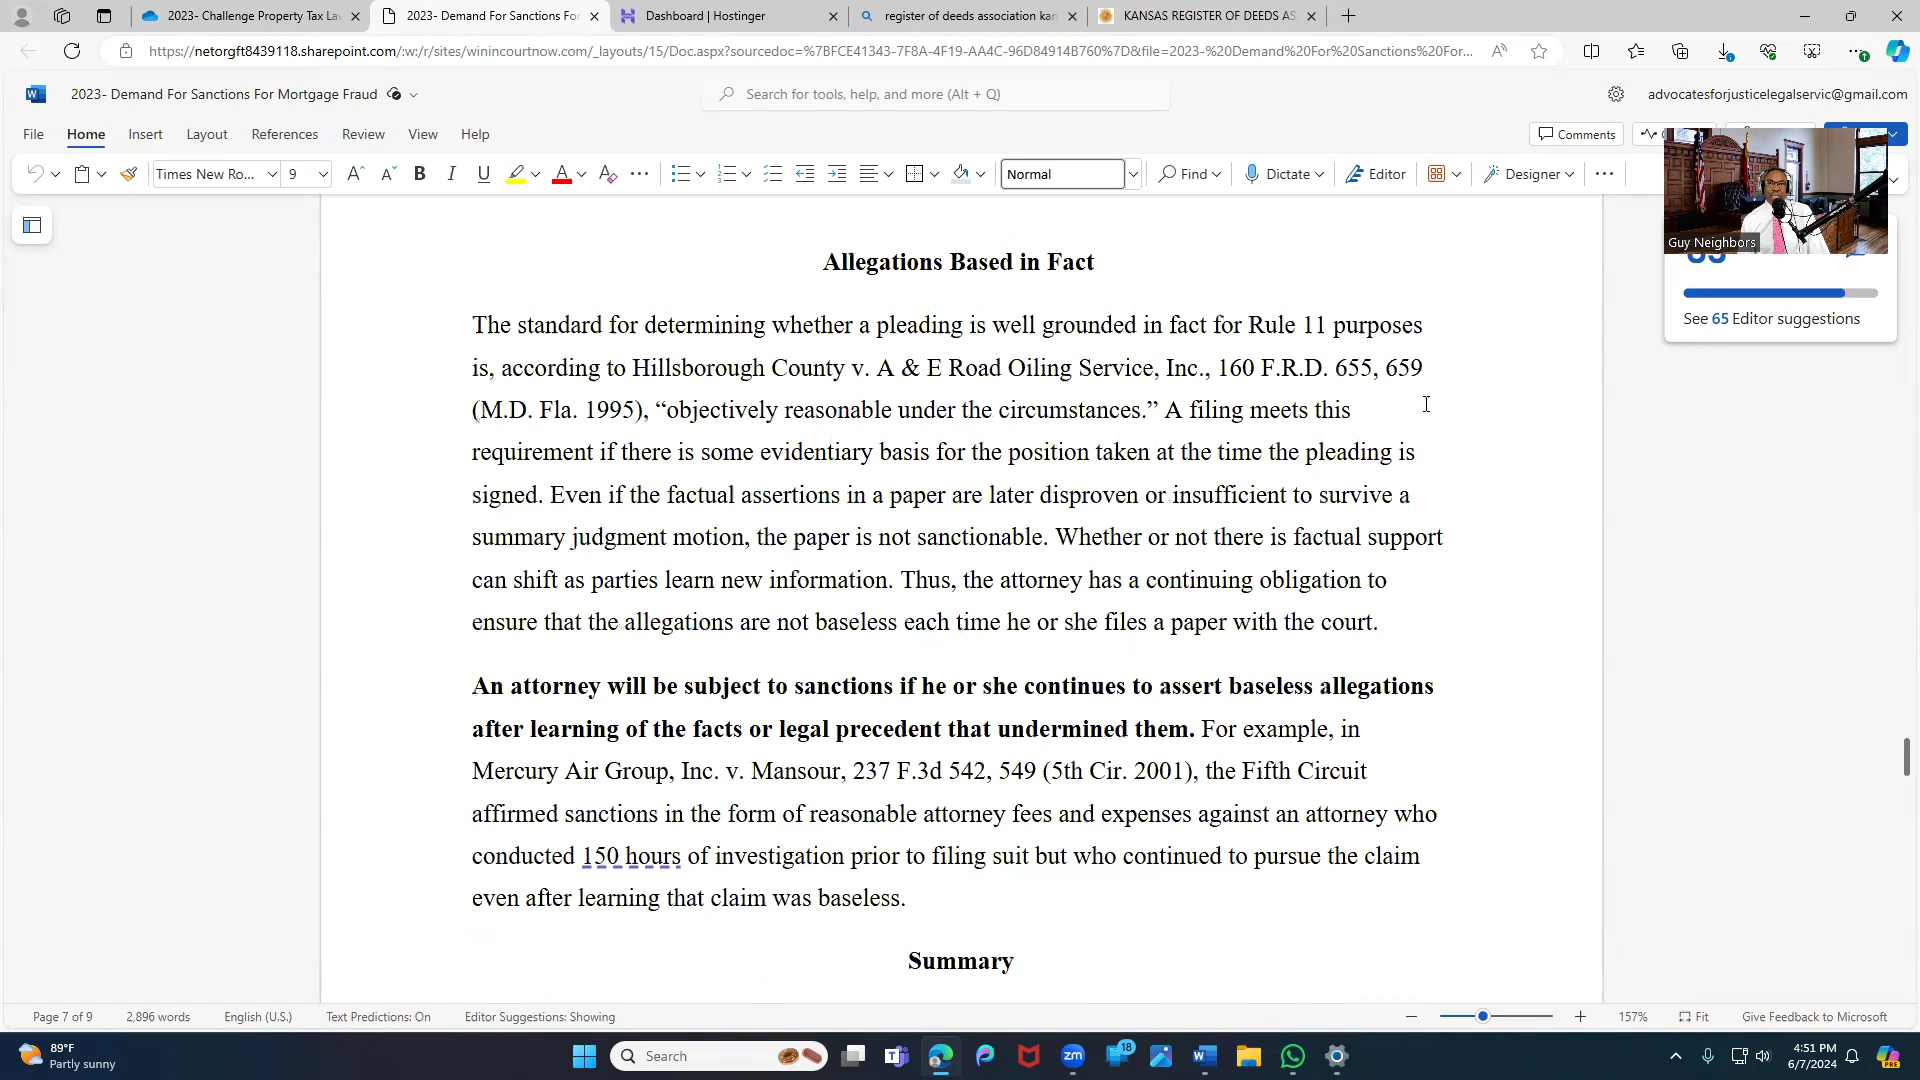 2023- Challenge Property Tax La
2023- Demand For Sanctions For
Dashboard | Hostinger
register of deeds association kan
KANSAS REGISTER OF DEEDS AS
https://netorgft8439118.sharepoint.com/:w:/r/sites/winincourtnow.com/_layouts/15/Doc.aspx?sourcedoc=%7BFCE41343-7F8A-4F19-AA4C-96D84914B760%7D&file=2023-%20Demand%20For%20Sanctions%20For...
2023- Demand For Sanctions For Mortgage Fraud
Search for tools, help, and more (Alt + Q)
advocatesforjusticelegalservic@gmail.com
File Home Insert Layout References Review View Help
Comments
Times New Ro... 9 B I U A Normal Find Dictate Editor Designer
Guy Neighbors
See 65 Editor suggestions
Allegations Based in Fact
The standard for determining whether a pleading is well grounded in fact for Rule 11 purposes
is, according to Hillsborough County v. A & E Road Oiling Service, Inc., 160 F.R.D. 655, 659
(M.D. Fla. 1995), “objectively reasonable under the circumstances.” A filing meets this
requirement if there is some evidentiary basis for the position taken at the time the pleading is
signed. Even if the factual assertions in a paper are later disproven or insufficient to survive a
summary judgment motion, the paper is not sanctionable. Whether or not there is factual support
can shift as parties learn new information. Thus, the attorney has a continuing obligation to
ensure that the allegations are not baseless each time he or she files a paper with the court.
An attorney will be subject to sanctions if he or she continues to assert baseless allegations
after learning of the facts or legal precedent that undermined them. For example, in
Mercury Air Group, Inc. v. Mansour, 237 F.3d 542, 549 (5th Cir. 2001), the Fifth Circuit
affirmed sanctions in the form of reasonable attorney fees and expenses against an attorney who
conducted 150 hours of investigation prior to filing suit but who continued to pursue the claim
even after learning that claim was baseless.
Summary
Page 7 of 9 2,896 words English (U.S.) Text Predictions: On Editor Suggestions: Showing
157% Fit Give Feedback to Microsoft
89°F
Partly sunny
Search
18
4:51 PM
6/7/2024